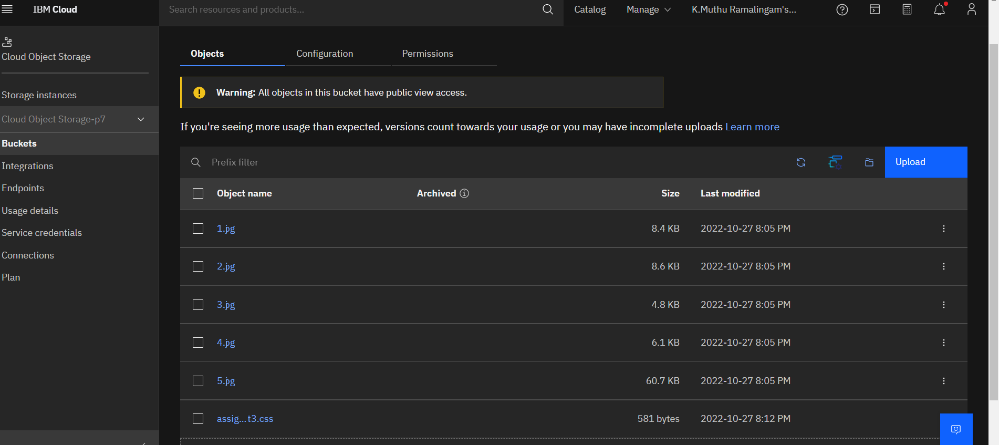 IBM Cloud
Search resources and products...
Catalog
Manage
K.Muthu Ramalingam's...
Cloud Object Storage
Storage instances
Cloud Object Storage-p7
Buckets
Integrations
Endpoints
Usage details
Service credentials
Connections
Plan
Objects
Configuration
Permissions
Warning: All objects in this bucket have public view access.
If you're seeing more usage than expected, versions count towards your usage or you may have incomplete uploads Learn more
Prefix filter
Upload
Object name Archived Size Last modified
1.jpg 8.4 KB 2022-10-27 8:05 PM
2.jpg 8.6 KB 2022-10-27 8:05 PM
3.jpg 4.8 KB 2022-10-27 8:05 PM
4.jpg 6.1 KB 2022-10-27 8:05 PM
5.jpg 60.7 KB 2022-10-27 8:05 PM
assig...t3.css 581 bytes 2022-10-27 8:12 PM